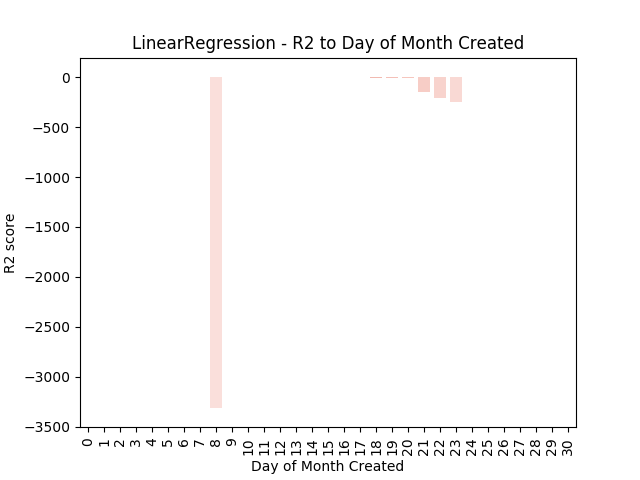 LinearRegression - R2 to Day of Month Created
R2 score
0
−500
−1000
−1500
−2000
−2500
−3000
−3500
0 1 2 3 4 5 6 7 8 9 10 11 12 13 14 15 16 17 18 19 20 21 22 23 24 25 26 27 28 29 30
Day of Month Created